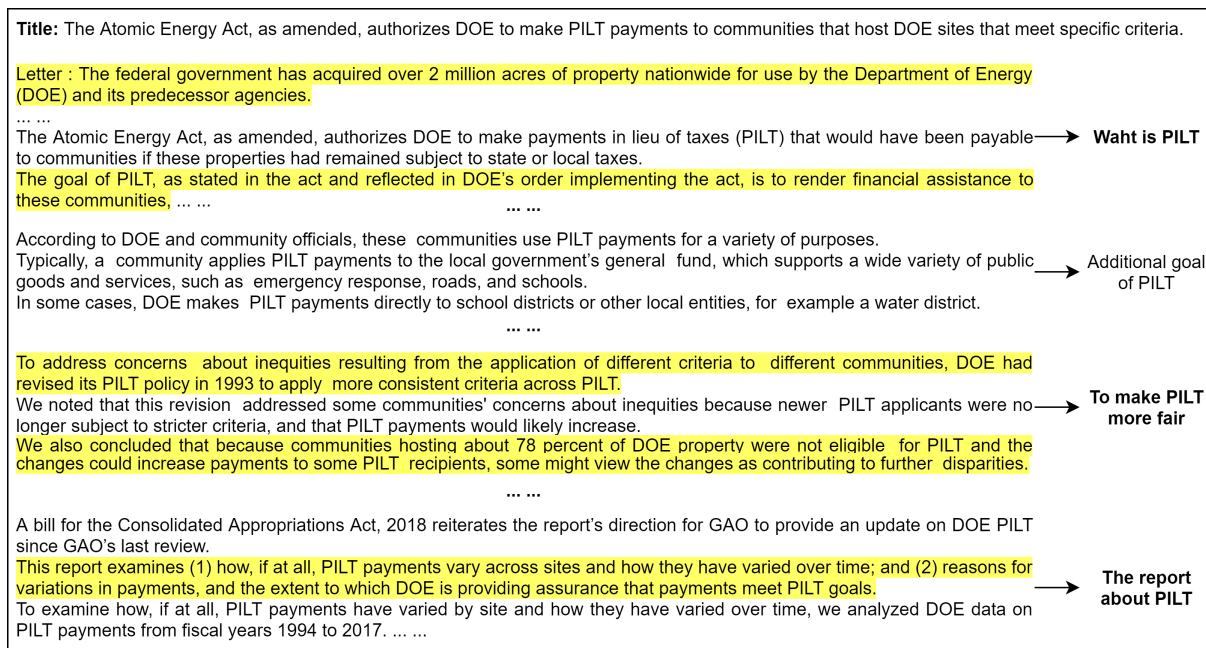 Title: The Atomic Energy Act, as amended, authorizes DOE to make PILT payments to communities that host DOE sites that meet specific criteria.
Letter : The federal government has acquired over 2 million acres of property nationwide for use by the Department of Energy
(DOE) and its predecessor agencies.
... ...
The Atomic Energy Act, as amended, authorizes DOE to make payments in lieu of taxes (PILT) that would have been payable
to communities if these properties had remained subject to state or local taxes.
Waht is PILT
The goal of PILT, as stated in the act and reflected in DOE's order implementing the act, is to render financial assistance to
these communities, ... ...
... ...
According to DOE and community officials, these communities use PILT payments for a variety of purposes.
Typically, a community applies PILT payments to the local government's general fund, which supports a wide variety of public
goods and services, such as emergency response, roads, and schools.
In some cases, DOE makes PILT payments directly to school districts or other local entities, for example a water district.
Additional goal
of PILT
... ...
To address concerns about inequities resulting from the application of different criteria to different communities, DOE had
revised its PILT policy in 1993 to apply more consistent criteria across PILT.
We noted that this revision addressed some communities' concerns about inequities because newer PILT applicants were no
longer subject to stricter criteria, and that PILT payments would likely increase.
We also concluded that because communities hosting about 78 percent of DOE property were not eligible for PILT and the
changes could increase payments to some PILT recipients, some might view the changes as contributing to further disparities.
To make PILT
more fair
... ...
A bill for the Consolidated Appropriations Act, 2018 reiterates the report's direction for GAO to provide an update on DOE PILT
since GAO's last review.
This report examines (1) how, if at all, PILT payments vary across sites and how they have varied over time; and (2) reasons for
variations in payments, and the extent to which DOE is providing assurance that payments meet PILT goals.
To examine how, if at all, PILT payments have varied by site and how they have varied over time, we analyzed DOE data on
PILT payments from fiscal years 1994 to 2017. ... ...
The report
about PILT